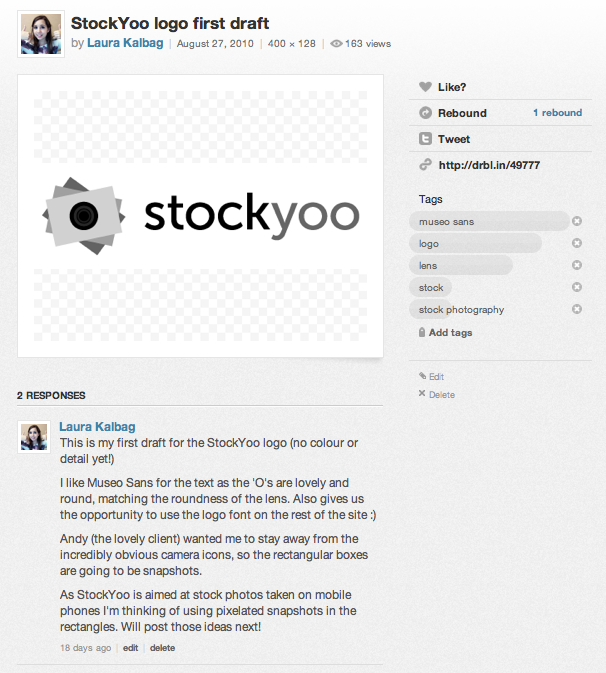 StockYoo logo first draft
by Laura Kalbag | August 27, 2010 | 400 × 128 | 163 views
stockyoo
Like?
Rebound 1 rebound
Tweet
http://drbl.in/49777
Tags
museo sans
logo
lens
stock
stock photography
Add tags
Edit
Delete
2 RESPONSES
Laura Kalbag
This is my first draft for the StockYoo logo (no colour or
detail yet!)
I like Museo Sans for the text as the 'O's are lovely and
round, matching the roundness of the lens. Also gives us
the opportunity to use the logo font on the rest of the site :)
Andy (the lovely client) wanted me to stay away from the
incredibly obvious camera icons, so the rectangular boxes
are going to be snapshots.
As StockYoo is aimed at stock photos taken on mobile
phones I'm thinking of using pixelated snapshots in the
rectangles. Will post those ideas next!
18 days ago | edit | delete